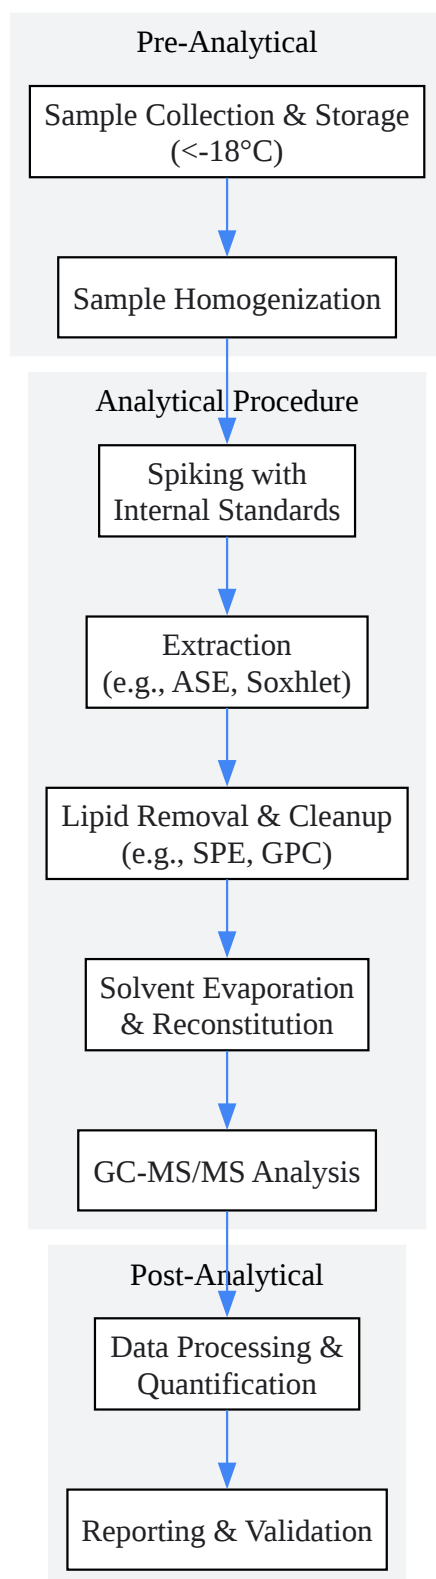 Pre-Analytical
Sample Collection & Storage
(<-18°C)
Sample Homogenization
Analytical Procedure
Spiking with
Internal Standards
Extraction
(e.g., ASE, Soxhlet)
Lipid Removal & Cleanup
(e.g., SPE, GPC)
Solvent Evaporation
& Reconstitution
GC-MS/MS Analysis
Post-Analytical
Data Processing &
Quantification
Reporting & Validation